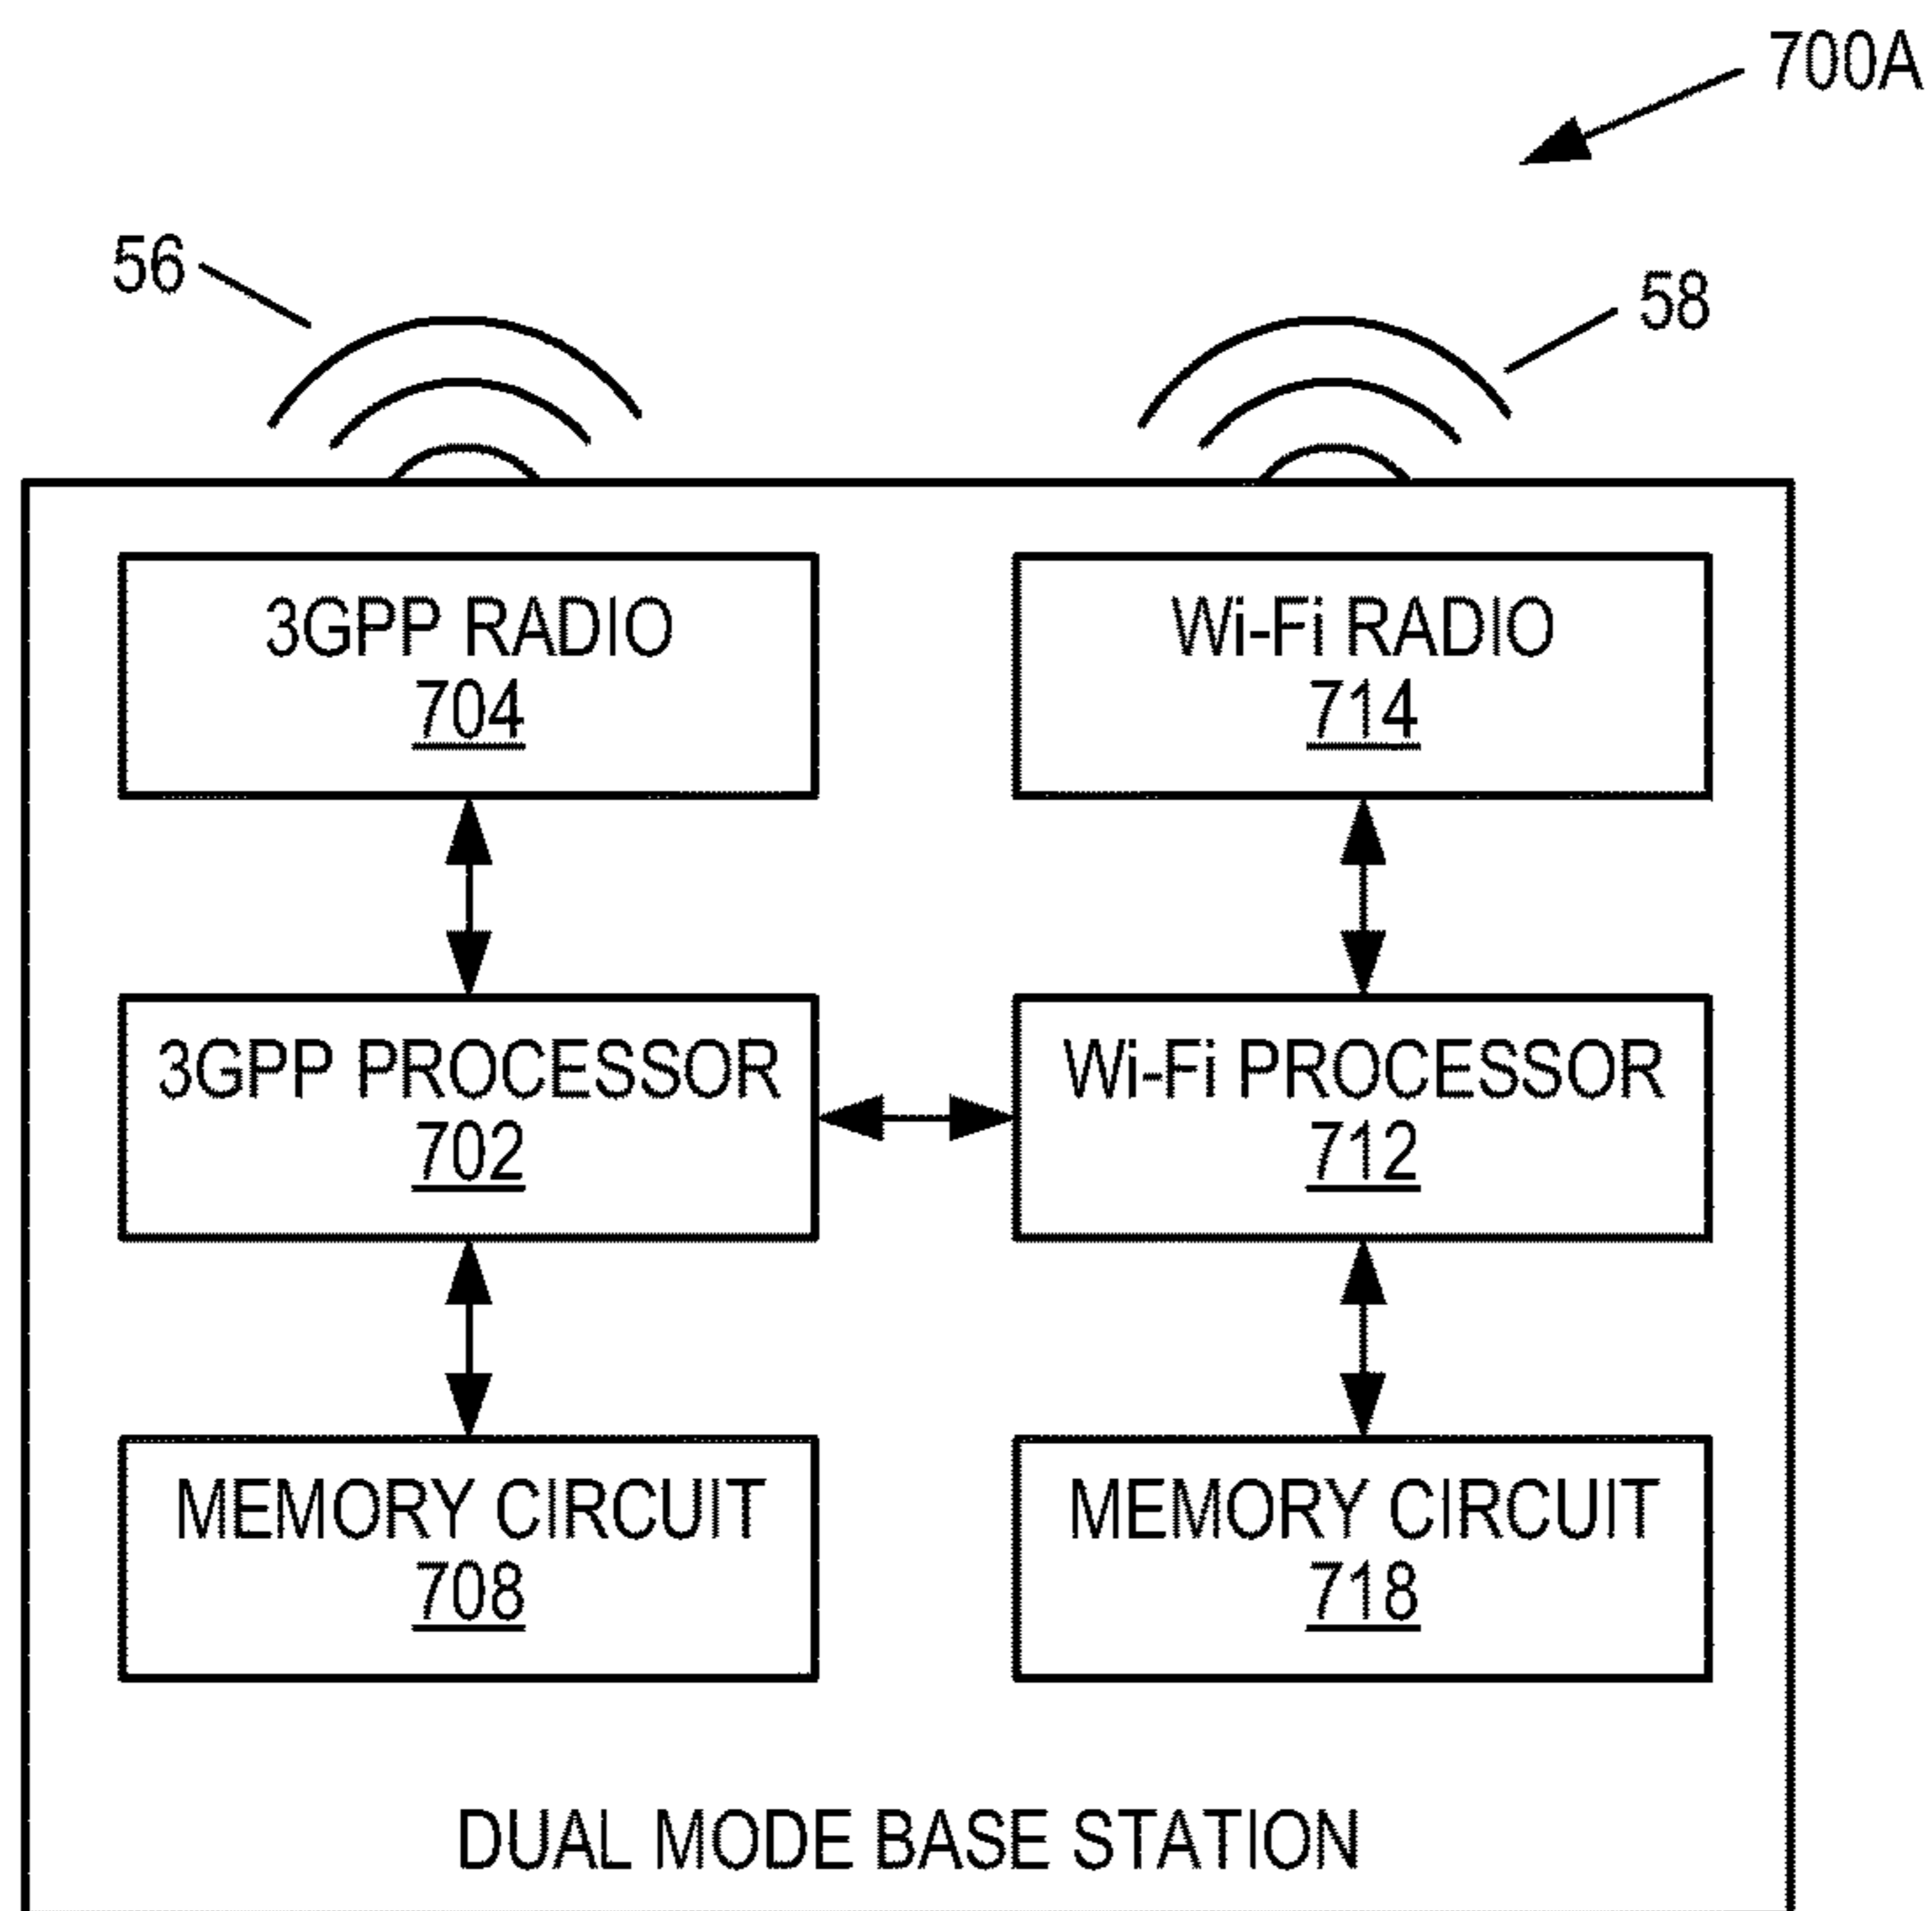 700A
56
58
3GPP RADIO
704
Wi-Fi RADIO
714
3GPP PROCESSOR
702
Wi-Fi PROCESSOR
712
MEMORY CIRCUIT
708
MEMORY CIRCUIT
718
DUAL MODE BASE STATION